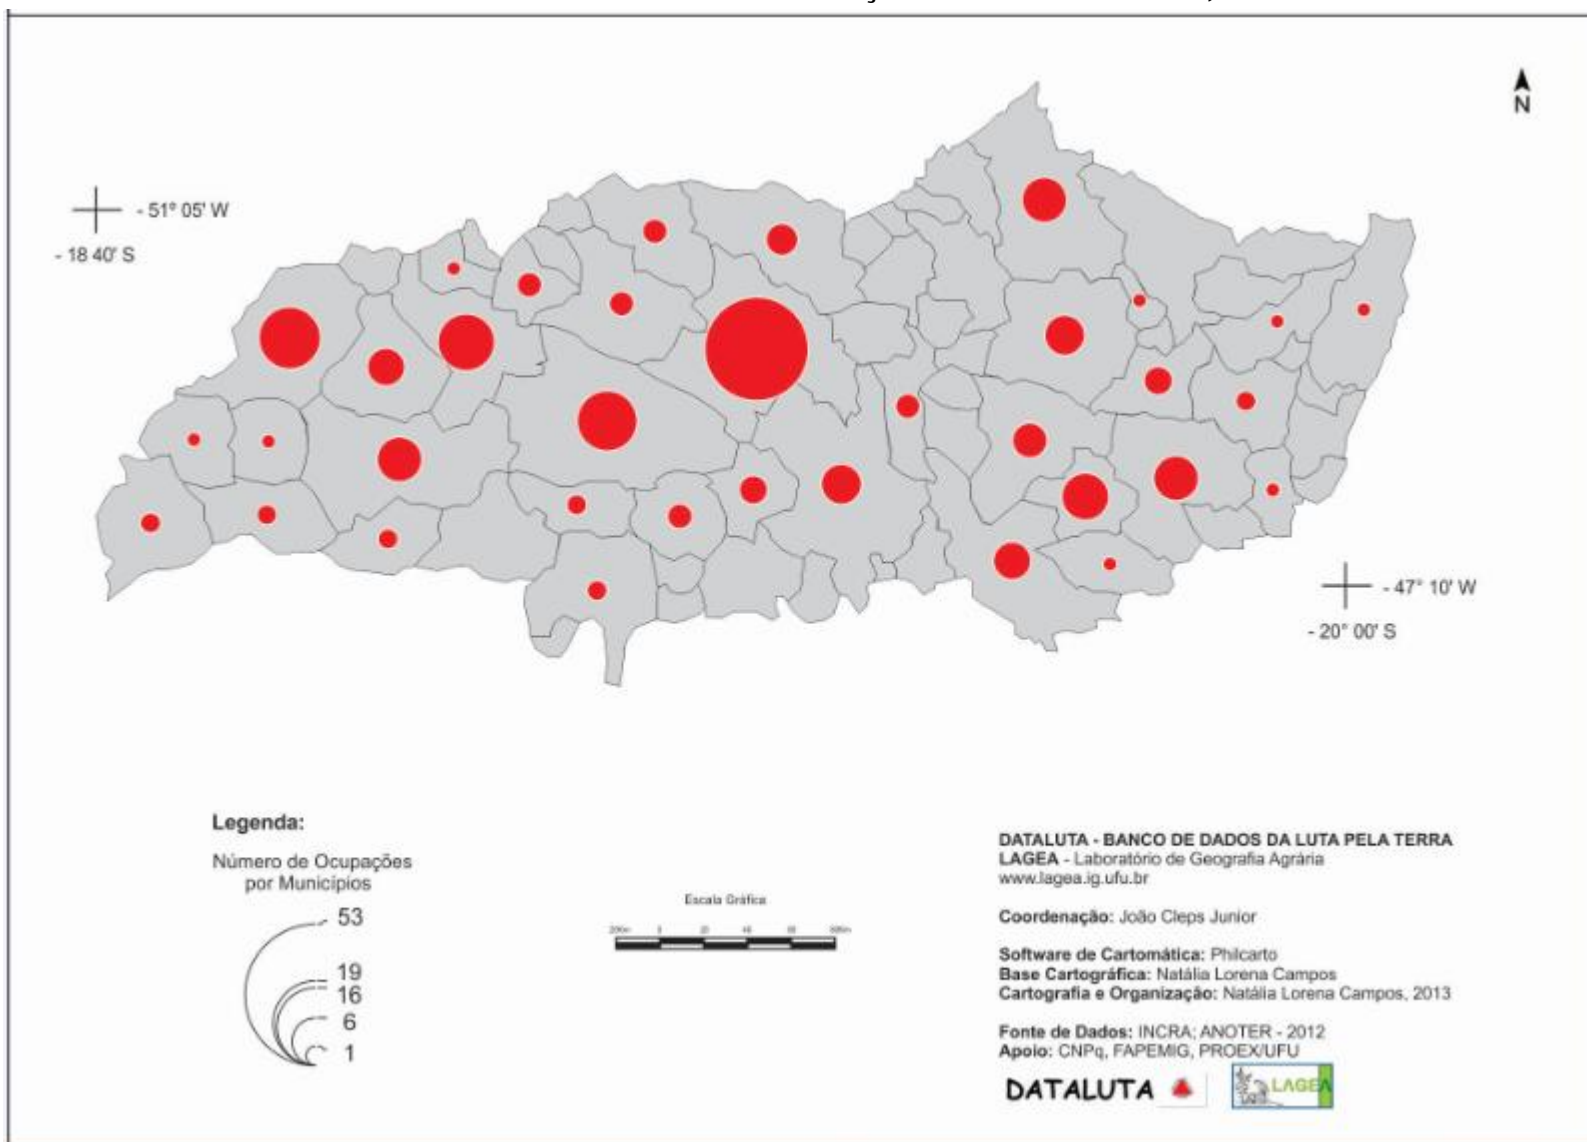 - 51º 05' W
- 18 40' S
N
- 47° 10' W
- 20° 00' S
Legenda:
Número de Ocupações
por Municípios
53
19
16
6
1
Escala Gráfica
DATALUTA - BANCO DE DADOS DA LUTA PELA TERRA
LAGEA - Laboratório de Geografia Agrária
www.lagea.ig.ufu.br
Coordenação: João Cleps Junior
Software de Cartomática: Philcarto
Base Cartográfica: Natália Lorena Campos
Cartografia e Organização: Natália Lorena Campos, 2013
Fonte de Dados: INCRA; ANOTER - 2012
Apoio: CNPq, FAPEMIG, PROEX/UFU
DATALUTA
LAGEA